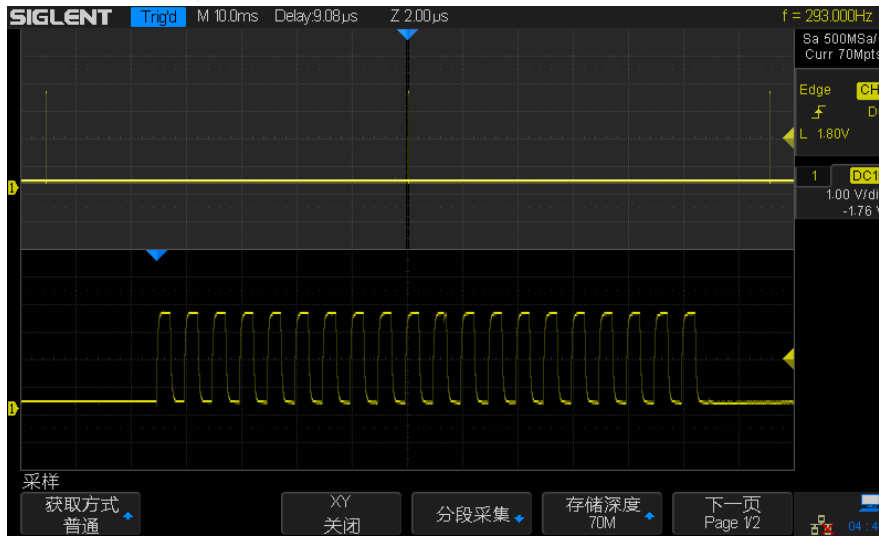 SIGLENT Trig'd M 10.0ms Delay:9.08µs Z 2.00µs f = 293.000Hz
Sa 500MSa/
Curr 70Mpts
Edge CH
D
L 1.80V
1 DC1
1.00 V/di
-1.76 V
1
1
采样
获取方式 普通
XY 关闭
分段采集
存储深度 70M
下一页 Page 1/2
04 : 4